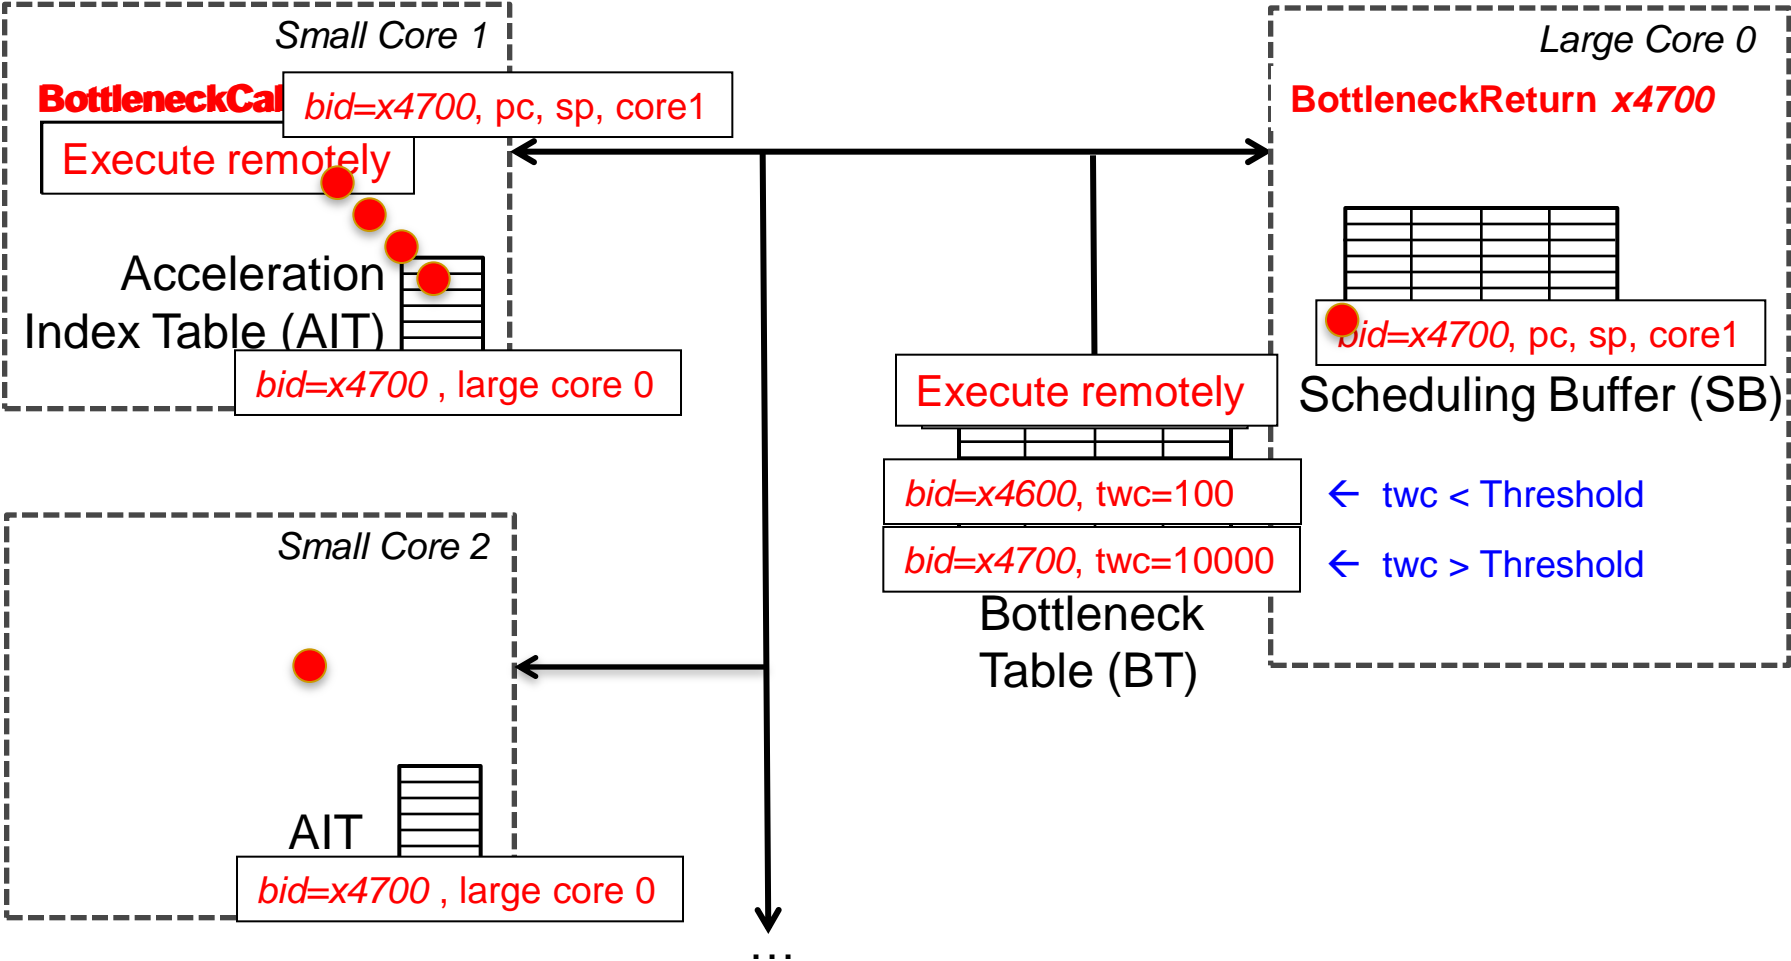 Small Core 1
BottleneckCal
bid=x4700, pc, sp, core1
Execute remotely
Acceleration
Index Table (AIT)
bid=x4700 , large core 0
Large Core 0
BottleneckReturn x4700
bid=x4700, pc, sp, core1
Scheduling Buffer (SB)
Execute remotely
bid=x4600, twc=100
← twc < Threshold
bid=x4700, twc=10000
← twc > Threshold
Bottleneck
Table (BT)
Small Core 2
AIT
bid=x4700 , large core 0
...